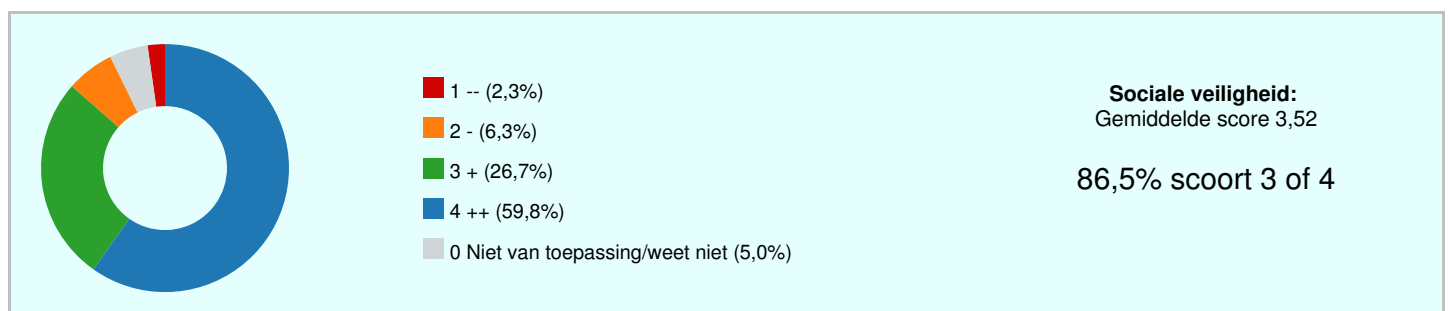 1 -- (2,3%)
2 - (6,3%)
3 + (26,7%)
4 ++ (59,8%)
0 Niet van toepassing/weet niet (5,0%)
Sociale veiligheid:
Gemiddelde score 3,52
86,5% scoort 3 of 4